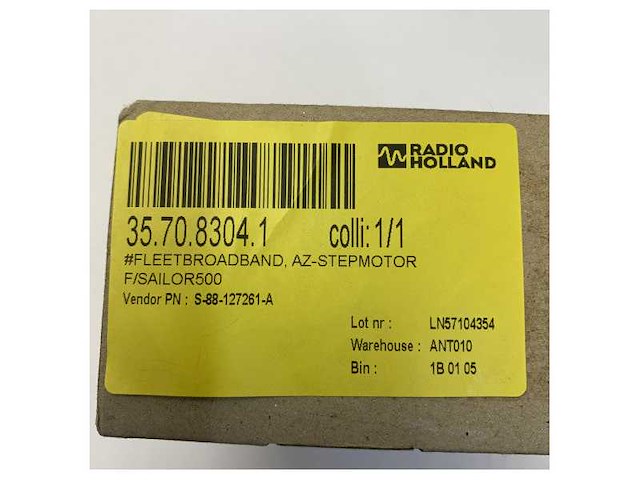 RADIO
HOLLAND
35.70.8304.1 colli: 1/1
#FLEETBROADBAND, AZ-STEPMOTOR
F/SAILOR500
Vendor PN : S-88-127261-A
Lot nr : LN57104354
Warehouse : ANT010
Bin : 1B 01 05